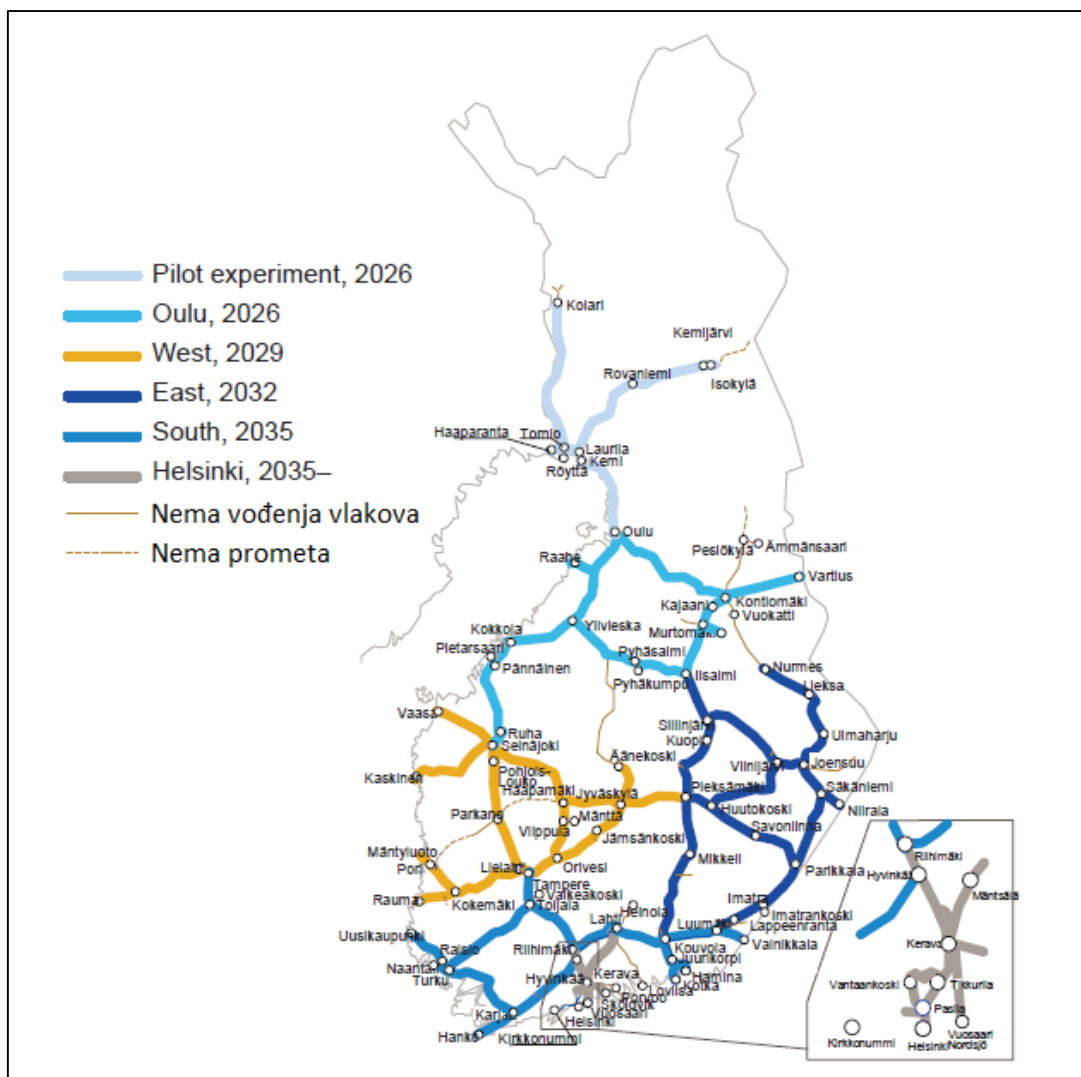 Pilot experiment, 2026
Oulu, 2026
West, 2029
East, 2032
South, 2035
Helsinki, 2035–
Nema vođenja vlakova
Nema prometa
Kolari
Kemijärvi
Rovaniemi
Isokylä
Haaparanta
Tornio
Laurila
Kemi
Röyttä
Oulu
Raahe
Pesiökylä
Ämmänsaari
Vartius
Kontiomäki
Kajaani
Vuokatti
Murtomäki
Ylivieska
Kokkola
Pietarsaari
Pännäinen
Pyhäsalmi
Pyhäkumpu
Iisalmi
Nurmes
Lieksa
Vaasa
Ruha
Seinäjoki
Siilinjärvi
Kuopio
Uimaharju
Viinijärvi
Joensuu
Kaskinen
Pohjois-
Louko
Äänekoski
Haapamäki
Jyväskylä
Pieksämäki
Huutokoski
Säkäniemi
Niirala
Parkano
Vilppula
Mänttä
Jämsänkoski
Savonlinna
Mäntyluoto
Pori
Lielahti
Orivesi
Mikkeli
Parikkala
Tampere
Valkeakoski
Rauma
Kokemäki
Toijala
Heinola
Lahti
Imatra
Imatrankoski
Luumäki
Lappeenranta
Vainikkala
Uusikaupunki
Raisio
Naantali
Turku
Riihimäki
Kouvola
Juurikorpi
Hamina
Kotka
Hyvinkää
Kerava
Loviisa
Porvoo
Sköldvik
Vuosaari
Helsinki
Karjaa
Hanko
Kirkkonummi
Riihimäki
Hyvinkää
Mäntsälä
Kerava
Vantaankoski
Tikkurila
Pasila
Kirkkonummi
Helsinki
Vuosaari
Nordsjö